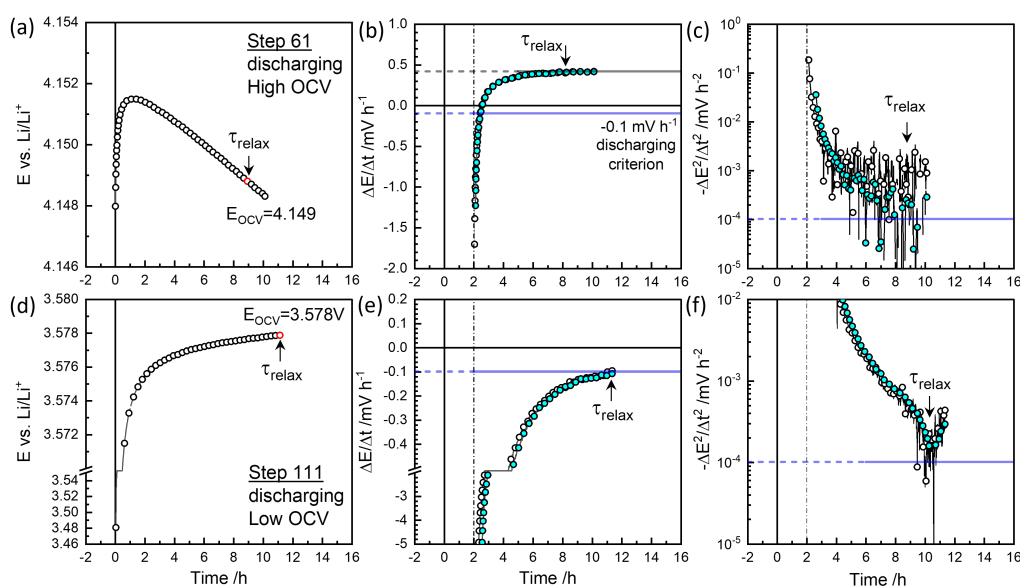 (a)
4.154
4.152
4.150
4.148
4.146
E vs. Li/Li⁺
Step 61
discharging
High OCV
τrelax
E_OCV=4.149
-2 0 2 4 6 8 10 12 14 16
(b)
1.0
0.5
0.0
-0.5
-1.0
-1.5
-2.0
ΔE/Δt /mV h⁻¹
τrelax
-0.1 mV h⁻¹
discharging
criterion
-2 0 2 4 6 8 10 12 14 16
(c)
10⁰
10⁻¹
10⁻²
10⁻³
10⁻⁴
10⁻⁵
-ΔE²/Δt² /mV h⁻²
τrelax
-2 0 2 4 6 8 10 12 14 16
(d)
3.580
3.578
3.576
3.574
3.572
3.54
3.52
3.50
3.48
3.46
E vs. Li/Li⁺
E_OCV=3.578V
τrelax
Step 111
discharging
Low OCV
-2 0 2 4 6 8 10 12 14 16
Time /h
(e)
0.2
0.1
0.0
-0.1
-0.2
-0.3
-0.4
-3
-4
-5
ΔE/Δt /mV h⁻¹
τrelax
-2 0 2 4 6 8 10 12 14 16
Time /h
(f)
10⁻²
10⁻³
10⁻⁴
10⁻⁵
-ΔE²/Δt² /mV h⁻²
τrelax
-2 0 2 4 6 8 10 12 14 16
Time /h